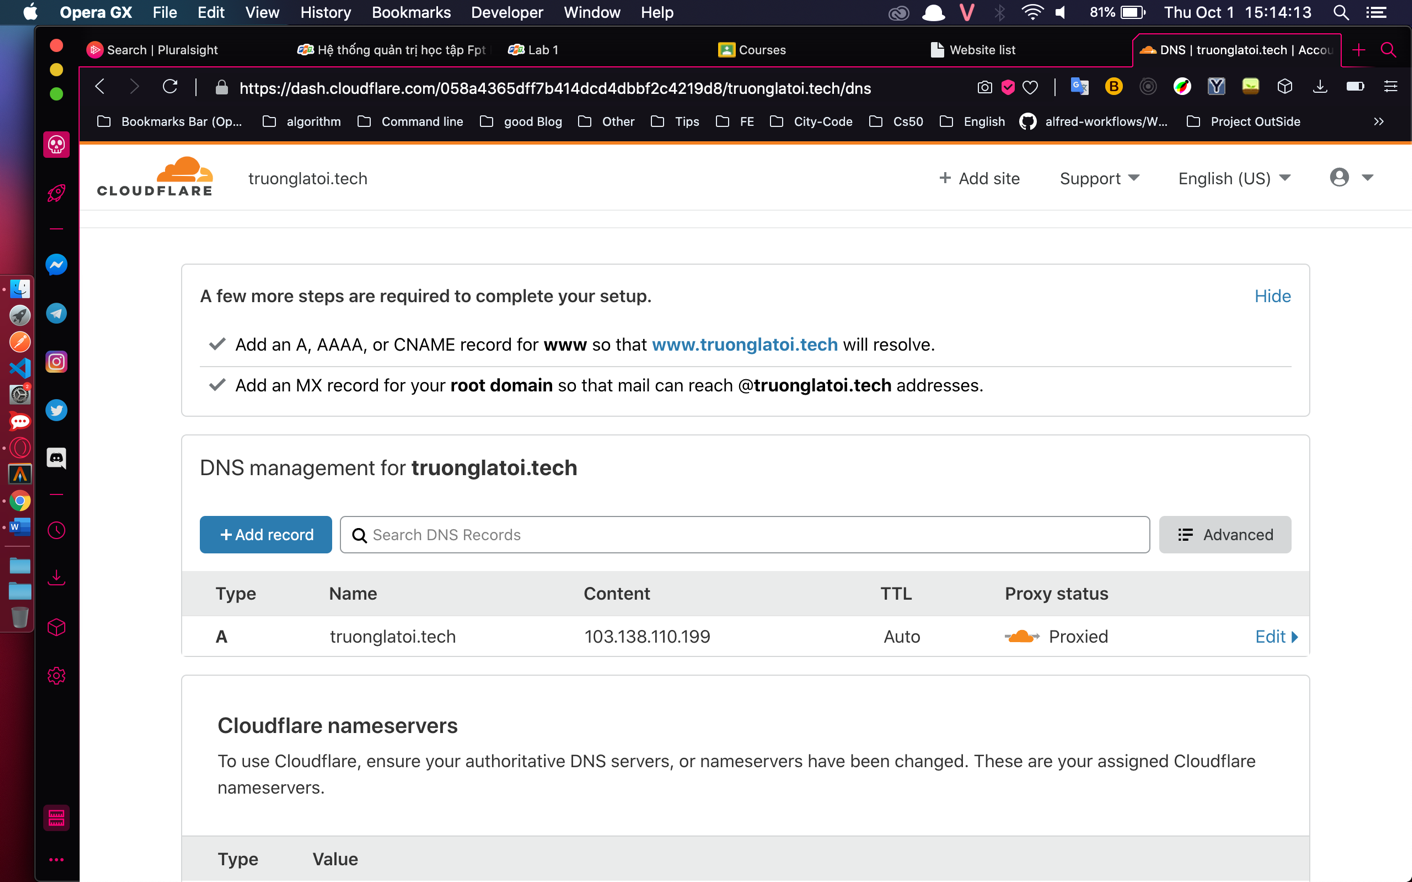 Opera GX File Edit View History Bookmarks Developer Window Help 81% Thu Oct 1 15:14:13
Search | Pluralsight Hệ thống quản trị học tập Fpt Lab 1 Courses Website list DNS | truonglatoi.tech | Accou
https://dash.cloudflare.com/058a4365dff7b414dcd4dbbf2c4219d8/truonglatoi.tech/dns
Bookmarks Bar (Op... algorithm Command line good Blog Other Tips FE City-Code Cs50 English alfred-workflows/W... Project OutSide
CLOUDFLARE truonglatoi.tech + Add site Support English (US)
A few more steps are required to complete your setup. Hide
Add an A, AAAA, or CNAME record for www so that www.truonglatoi.tech will resolve.
Add an MX record for your root domain so that mail can reach @truonglatoi.tech addresses.
DNS management for truonglatoi.tech
+ Add record Search DNS Records Advanced
Type Name Content TTL Proxy status
A truonglatoi.tech 103.138.110.199 Auto Proxied Edit
Cloudflare nameservers
To use Cloudflare, ensure your authoritative DNS servers, or nameservers have been changed. These are your assigned Cloudflare
nameservers.
Type Value